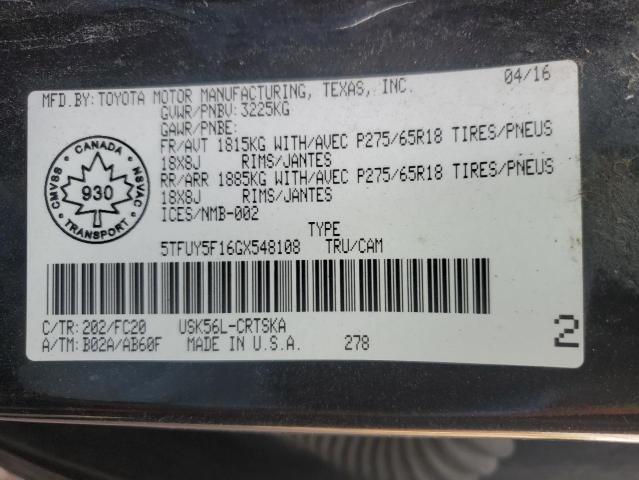 MFD.BY:TOYOTA MOTOR MANUFACTURING, TEXAS, INC. 04/16
GVWR/PNBV:3225KG
GAWR/PNBE:
FR/AVT 1815KG WITH/AVEC P275/65R18 TIRES/PNEUS
18X8J RIMS/JANTES
RR/ARR 1885KG WITH/AVEC P275/65R18 TIRES/PNEUS
18X8J RIMS/JANTES
ICES/NMB-002
CMVSS • CANADA • NSVAC
930
TRANSPORT
TYPE
5TFUY5F16GX548108 TRU/CAM
C/TR:202/FC20 USK56L-CRTSKA
A/TM:B02A/AB60F MADE IN U.S.A. 278
2